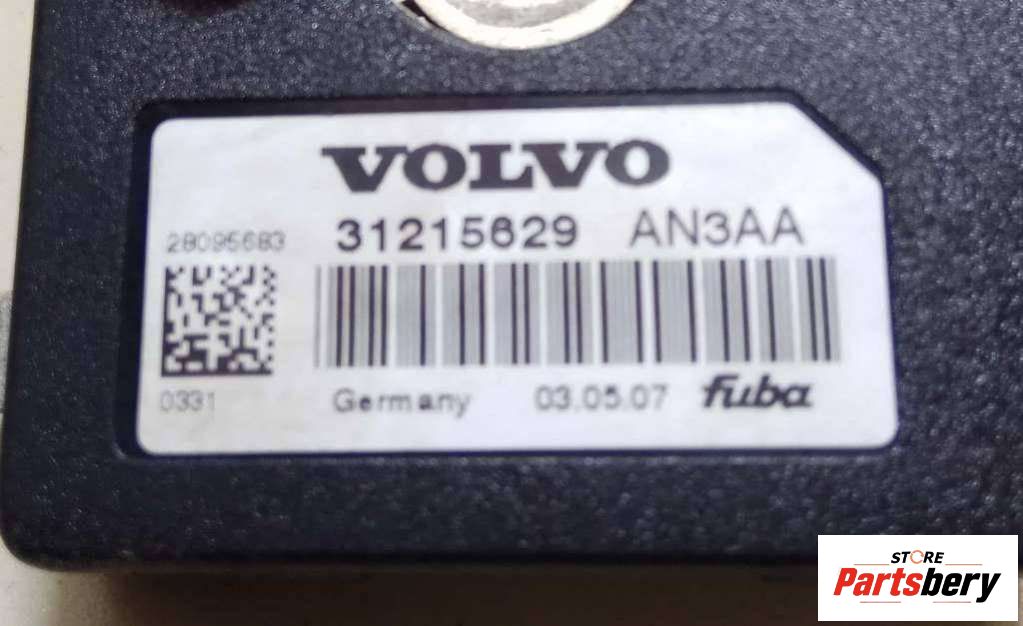 VOLVO
28095683 31215629 AN3AA
0331 Germany 03.05.07 fuba
STORE
Partsbery